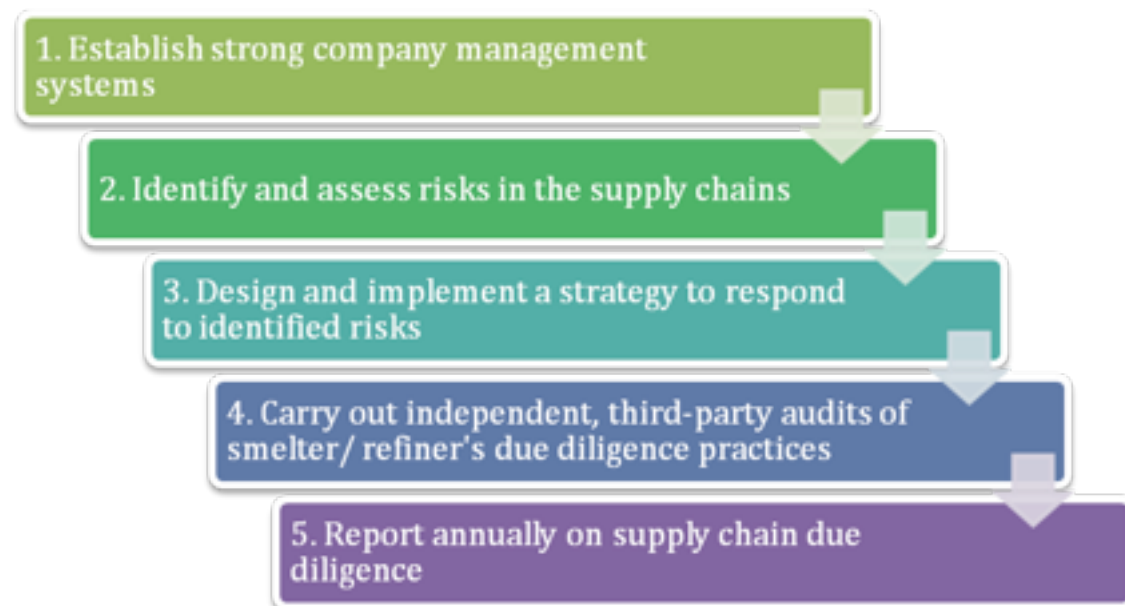 1. Establish strong company management
systems
2. Identify and assess risks in the supply chains
3. Design and implement a strategy to respond
to identified risks
4. Carry out independent, third-party audits of
smelter/ refiner's due diligence practices
5. Report annually on supply chain due
diligence